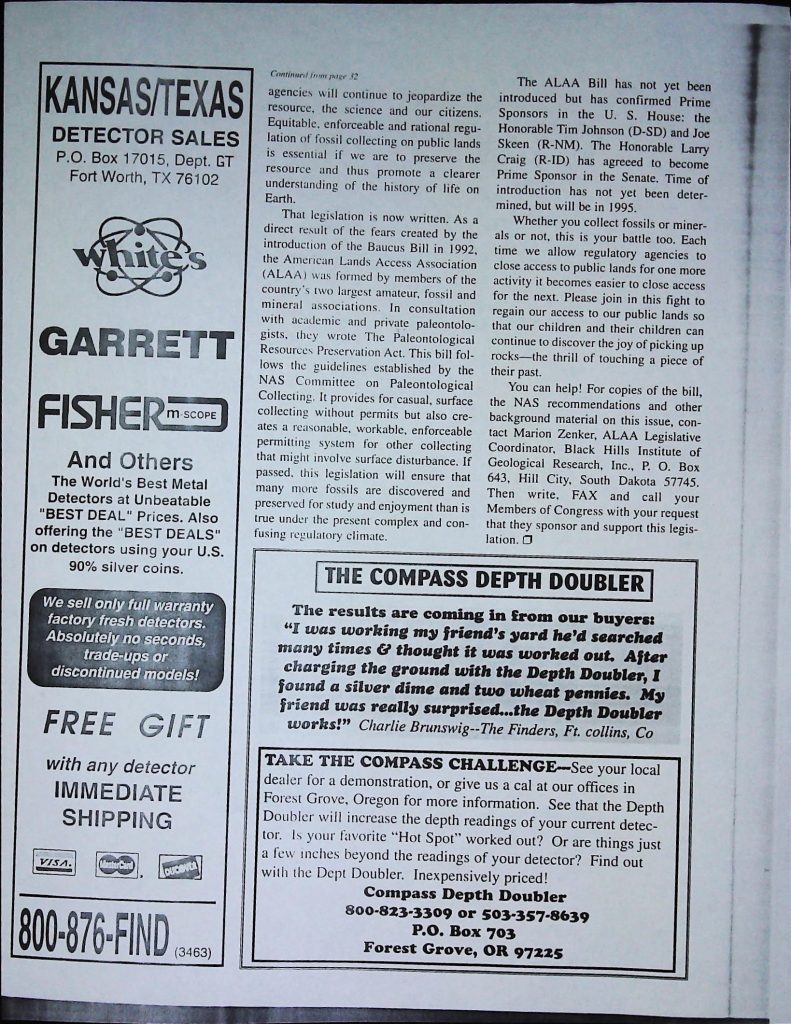 KANSAS/TEXAS
DETECTOR SALES
P.O. Box 17015, Dept. GT
Fort Worth, TX 76102
White's
GARRETT
FISHER m-SCOPE
And Others
The World's Best Metal
Detectors at Unbeatable
"BEST DEAL" Prices. Also
offering the "BEST DEALS"
on detectors using your U.S.
90% silver coins.
We sell only full warranty
factory fresh detectors.
Absolutely no seconds,
trade-ups or
discontinued models!
FREE GIFT
with any detector
IMMEDIATE
SHIPPING
VISA. MasterCard. DISCOVER
800-876-FIND (3463)
Continued from page 32
agencies will continue to jeopardize the
resource, the science and our citizens.
Equitable, enforceable and rational regu-
lation of fossil collecting on public lands
is essential if we are to preserve the
resource and thus promote a clearer
understanding of the history of life on
Earth.
That legislation is now written. As a
direct result of the fears created by the
introduction of the Baucus Bill in 1992,
the American Lands Access Association
(ALAA) was formed by members of the
country's two largest amateur, fossil and
mineral associations. In consultation
with academic and private paleontolo-
gists, they wrote The Paleontological
Resources Preservation Act. This bill fol-
lows the guidelines established by the
NAS Committee on Paleontological
Collecting. It provides for casual, surface
collecting without permits but also cre-
ates a reasonable, workable, enforceable
permitting system for other collecting
that might involve surface disturbance. If
passed, this legislation will ensure that
many more fossils are discovered and
preserved for study and enjoyment than is
true under the present complex and con-
fusing regulatory climate.
The ALAA Bill has not yet been
introduced but has confirmed Prime
Sponsors in the U. S. House: the
Honorable Tim Johnson (D-SD) and Joe
Skeen (R-NM). The Honorable Larry
Craig (R-ID) has agreeed to become
Prime Sponsor in the Senate. Time of
introduction has not yet been deter-
mined, but will be in 1995.
Whether you collect fossils or miner-
als or not, this is your battle too. Each
time we allow regulatory agencies to
close access to public lands for one more
activity it becomes easier to close access
for the next. Please join in this fight to
regain our access to our public lands so
that our children and their children can
continue to discover the joy of picking up
rocks—the thrill of touching a piece of
their past.
You can help! For copies of the bill,
the NAS recommendations and other
background material on this issue, con-
tact Marion Zenker, ALAA Legislative
Coordinator, Black Hills Institute of
Geological Research, Inc., P. O. Box
643, Hill City, South Dakota 57745.
Then write, FAX and call your
Members of Congress with your request
that they sponsor and support this legis-
lation. ❒
THE COMPASS DEPTH DOUBLER
The results are coming in from our buyers:
"I was working my friend's yard he'd searched
many times & thought it was worked out. After
charging the ground with the Depth Doubler, I
found a silver dime and two wheat pennies. My
friend was really surprised...the Depth Doubler
works!" Charlie Brunswig--The Finders, Ft. collins, Co
TAKE THE COMPASS CHALLENGE—See your local
dealer for a demonstration, or give us a cal at our offices in
Forest Grove, Oregon for more information. See that the Depth
Doubler will increase the depth readings of your current detec-
tor. Is your favorite "Hot Spot" worked out? Or are things just
a few inches beyond the readings of your detector? Find out
with the Dept Doubler. Inexpensively priced!
Compass Depth Doubler
800-823-3309 or 503-357-8639
P.O. Box 703
Forest Grove, OR 97225